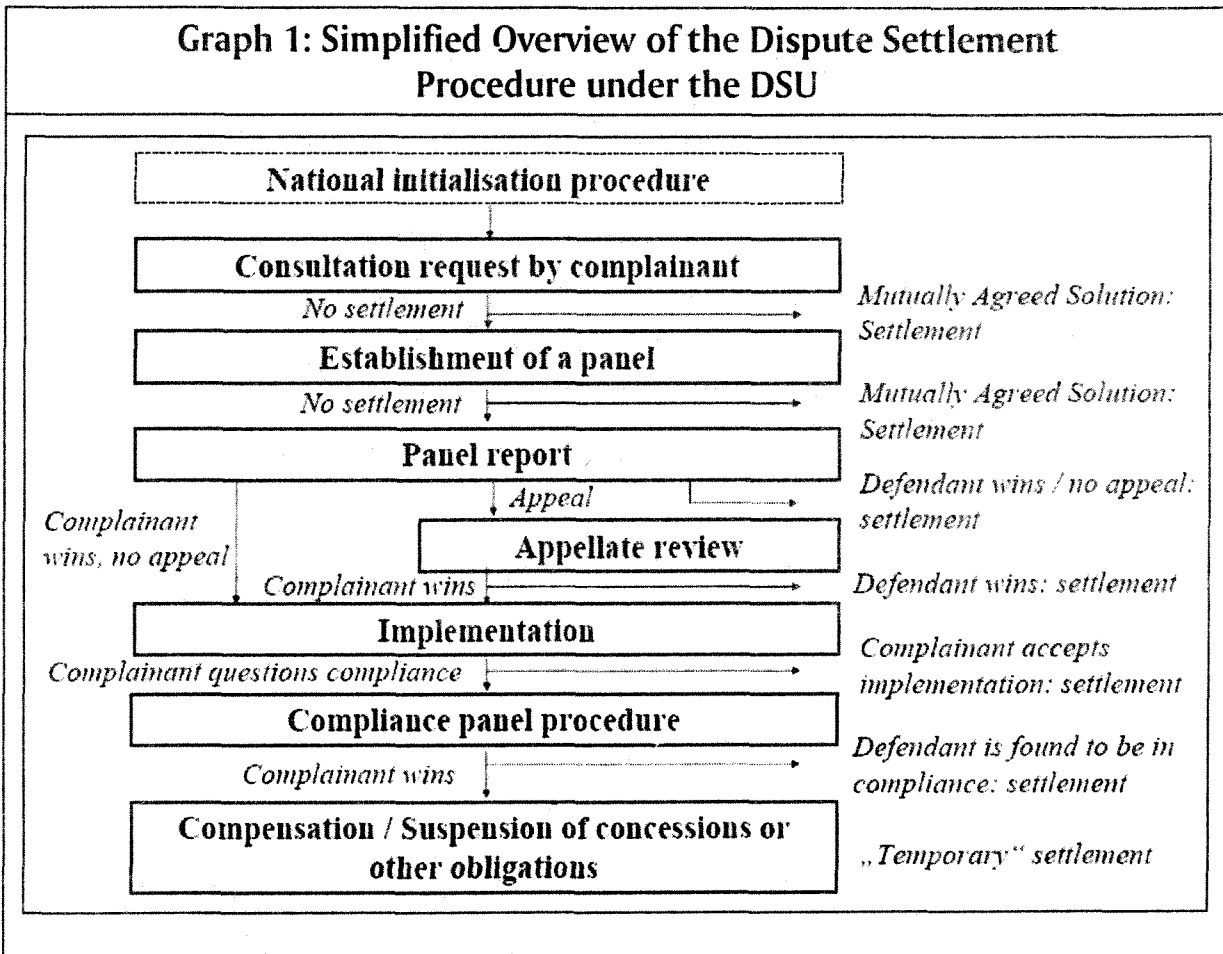 Graph 1: Simplified Overview of the Dispute Settlement
Procedure under the DSU
National initialisation procedure
Consultation request by complainant
No settlement
Mutually Agreed Solution:
Settlement
Establishment of a panel
No settlement
Mutually Agreed Solution:
Settlement
Panel report
Appeal
Defendant wins / no appeal:
settlement
Complainant
wins, no appeal
Appellate review
Complainant wins
Defendant wins: settlement
Implementation
Complainant questions compliance
Complainant accepts
implementation: settlement
Compliance panel procedure
Complainant wins
Defendant is found to be in
compliance: settlement
Compensation / Suspension of concessions or
other obligations
„Temporary“ settlement